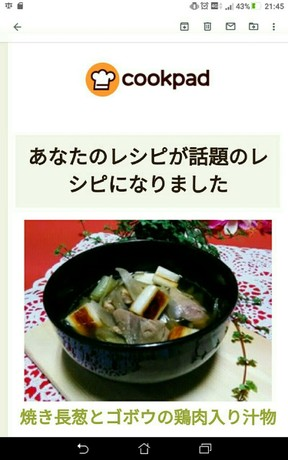 43% 21:45
cookpad
あなたのレシピが話題のレ
シピになりました
焼き長葱とゴボウの鶏肉入り汁物